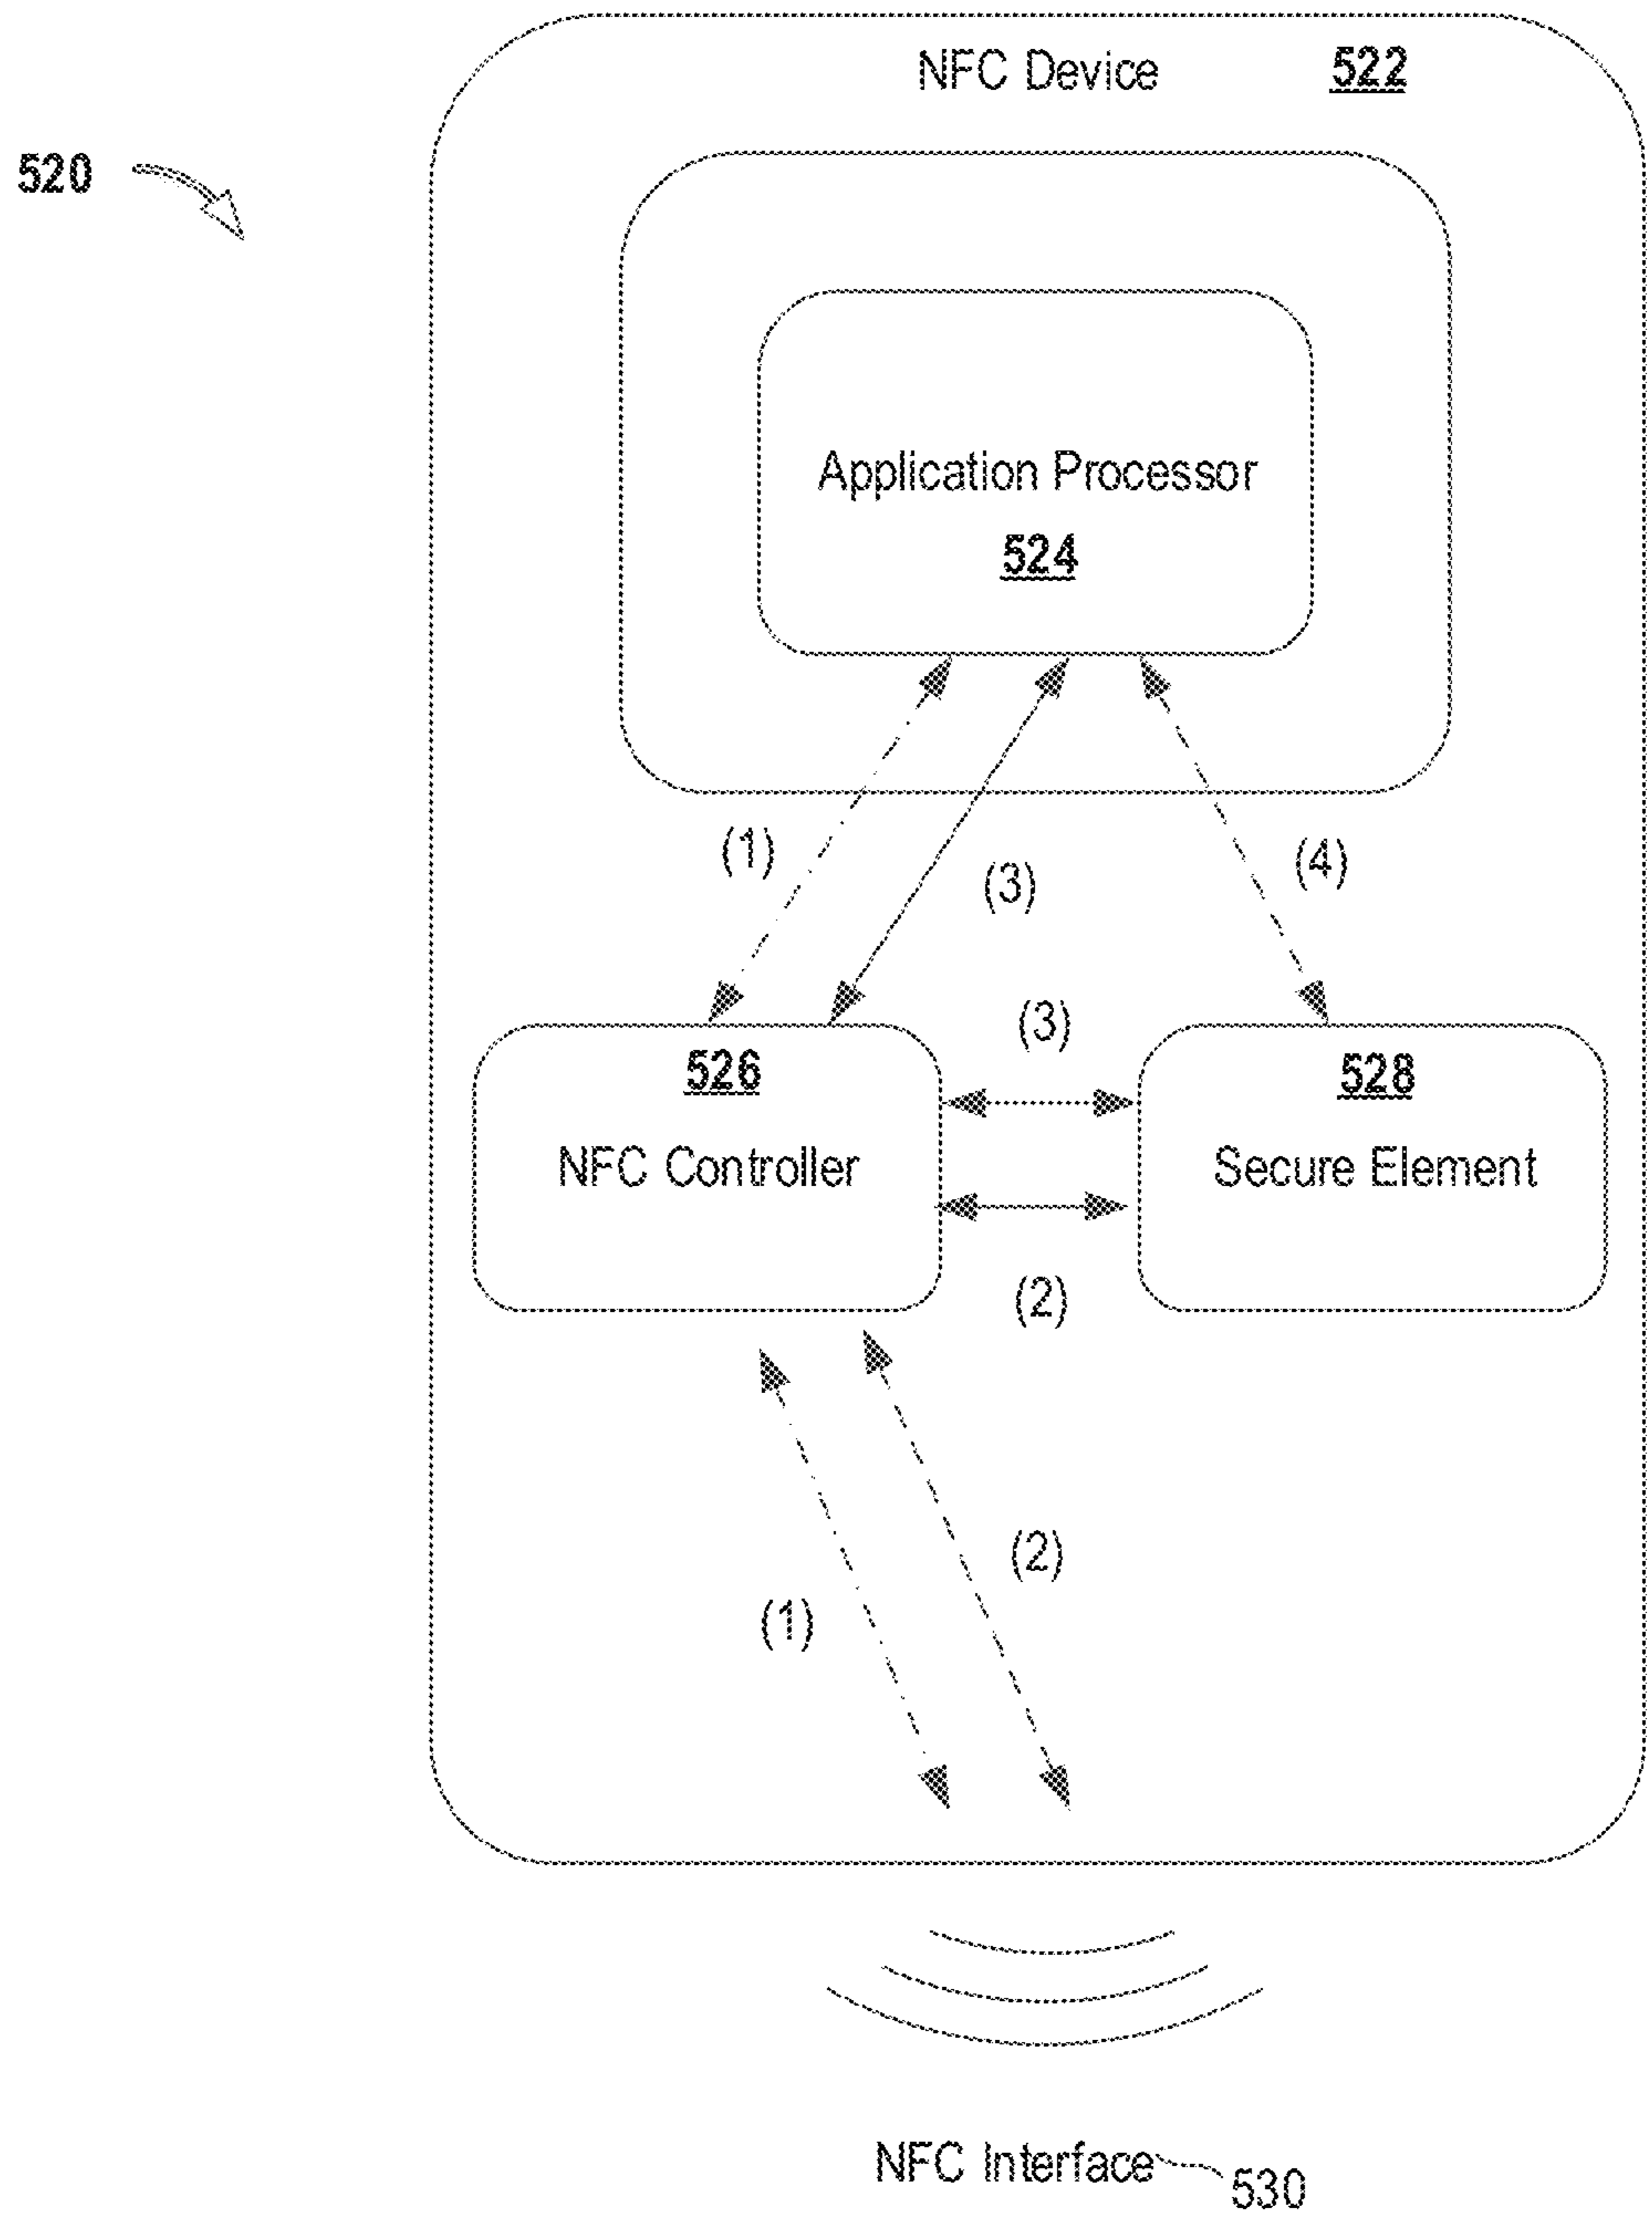 NFC Device 522
520
Application Processor
524
(1)
(3)
(4)
(3)
526
528
NFC Controller
Secure Element
(2)
(2)
(1)
NFC Interface 530